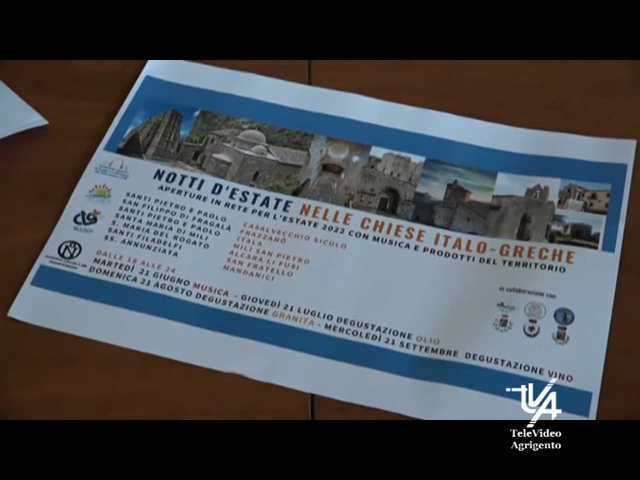 NOTTI D'ESTATE NELLE CHIESE ITALO-GRECHE
APERTURE IN RETE PER L'ESTATE 2022 CON MUSICA E PRODOTTI DEL TERRITORIO
SANTI PIETRO E PAOLO CASALVECCHIO SICULO
SAN FILIPPO DI FRAGALÀ FRAZZANÒ
SANTI PIETRO E PAOLO ITALA
SANTA MARIA DI MILI MILI SAN PIETRO
S. MARIA DEL ROGATO ALCARA LI FUSI
SANTI FILADELFI SAN FRATELLO
SS. ANNUNZIATA MANDANICI
DALLE 18 ALLE 24
MARTEDÌ 21 GIUGNO MUSICA - GIOVEDÌ 21 LUGLIO DEGUSTAZIONE OLIO
DOMENICA 21 AGOSTO DEGUSTAZIONE GRANITA - MERCOLEDÌ 21 SETTEMBRE DEGUSTAZIONE VINO
in collaborazione con:
TVA
TeleVideo
Agrigento